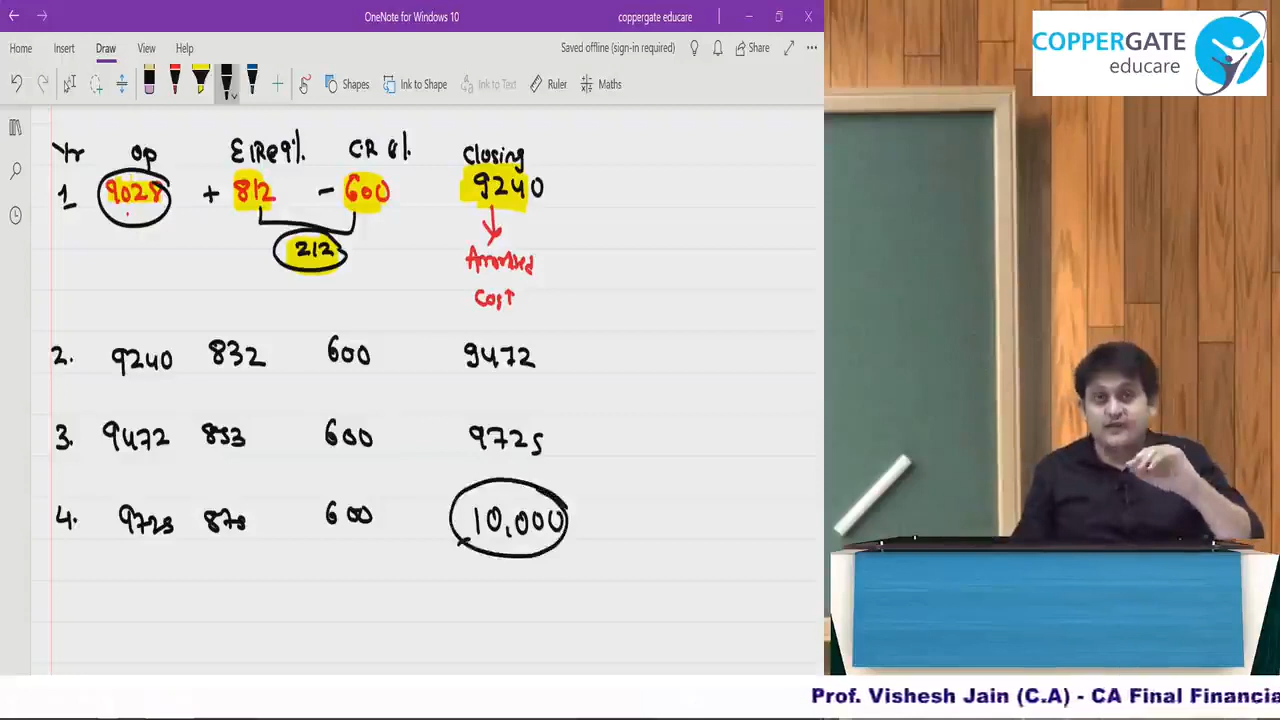 OneNote for Windows 10
coppergate educare
Home Insert Draw View Help
Saved offline (sign-in required)
Share
Shapes
Ink to Shape
Ink to Text
Ruler
Maths
COPPERGATE
educare
Yr Op EIR@9% CR 6% Closing
1 9028 + 812 - 600 9240
212
Amortised
Cost
2. 9240 832 600 9472
3. 9472 853 600 9725
4. 9725 875 600 10,000
Prof. Vishesh Jain (C.A) - CA Final Financia